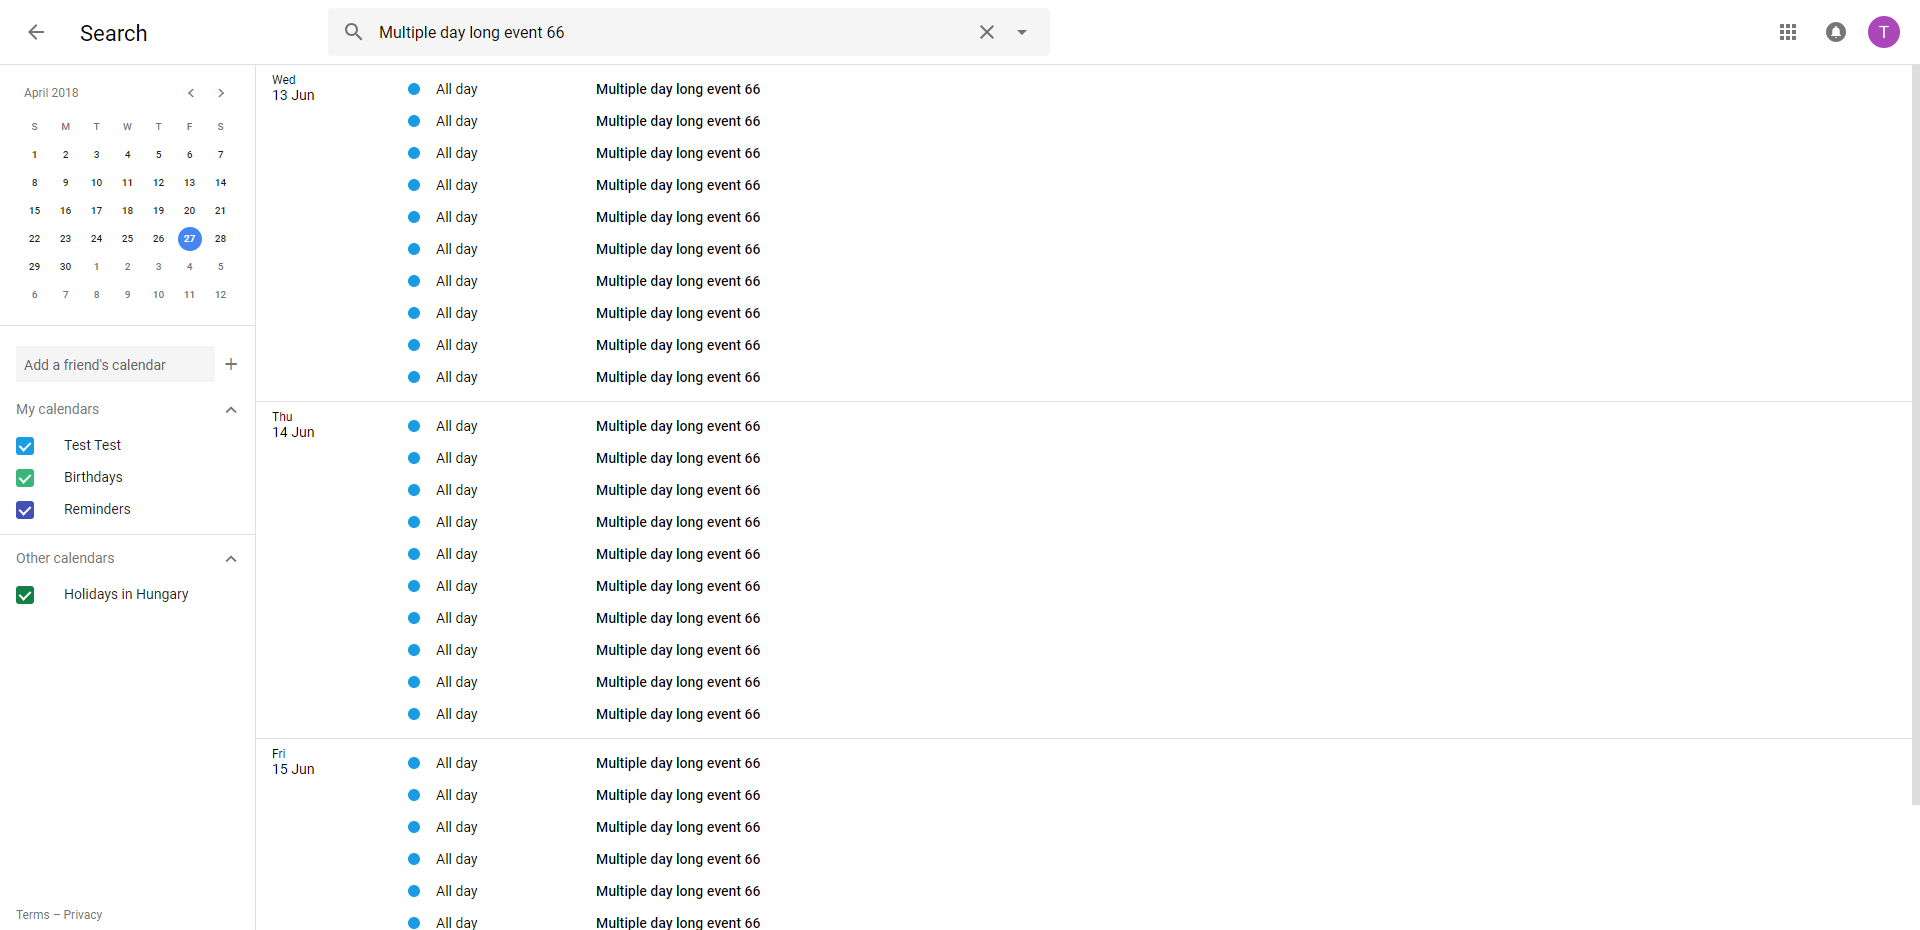 Search
Multiple day long event 66
T
April 2018
S M T W T F S
1 2 3 4 5 6 7
8 9 10 11 12 13 14
15 16 17 18 19 20 21
22 23 24 25 26 27 28
29 30 1 2 3 4 5
6 7 8 9 10 11 12
Add a friend's calendar
My calendars
Test Test
Birthdays
Reminders
Other calendars
Holidays in Hungary
Terms – Privacy
Wed
13 Jun
All day Multiple day long event 66
All day Multiple day long event 66
All day Multiple day long event 66
All day Multiple day long event 66
All day Multiple day long event 66
All day Multiple day long event 66
All day Multiple day long event 66
All day Multiple day long event 66
All day Multiple day long event 66
All day Multiple day long event 66
Thu
14 Jun
All day Multiple day long event 66
All day Multiple day long event 66
All day Multiple day long event 66
All day Multiple day long event 66
All day Multiple day long event 66
All day Multiple day long event 66
All day Multiple day long event 66
All day Multiple day long event 66
All day Multiple day long event 66
All day Multiple day long event 66
Fri
15 Jun
All day Multiple day long event 66
All day Multiple day long event 66
All day Multiple day long event 66
All day Multiple day long event 66
All day Multiple day long event 66
All day Multiple day long event 66